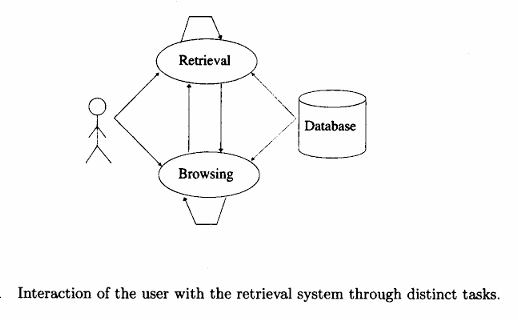 Retrieval
Database
Browsing
Interaction of the user with the retrieval system through distinct tasks.